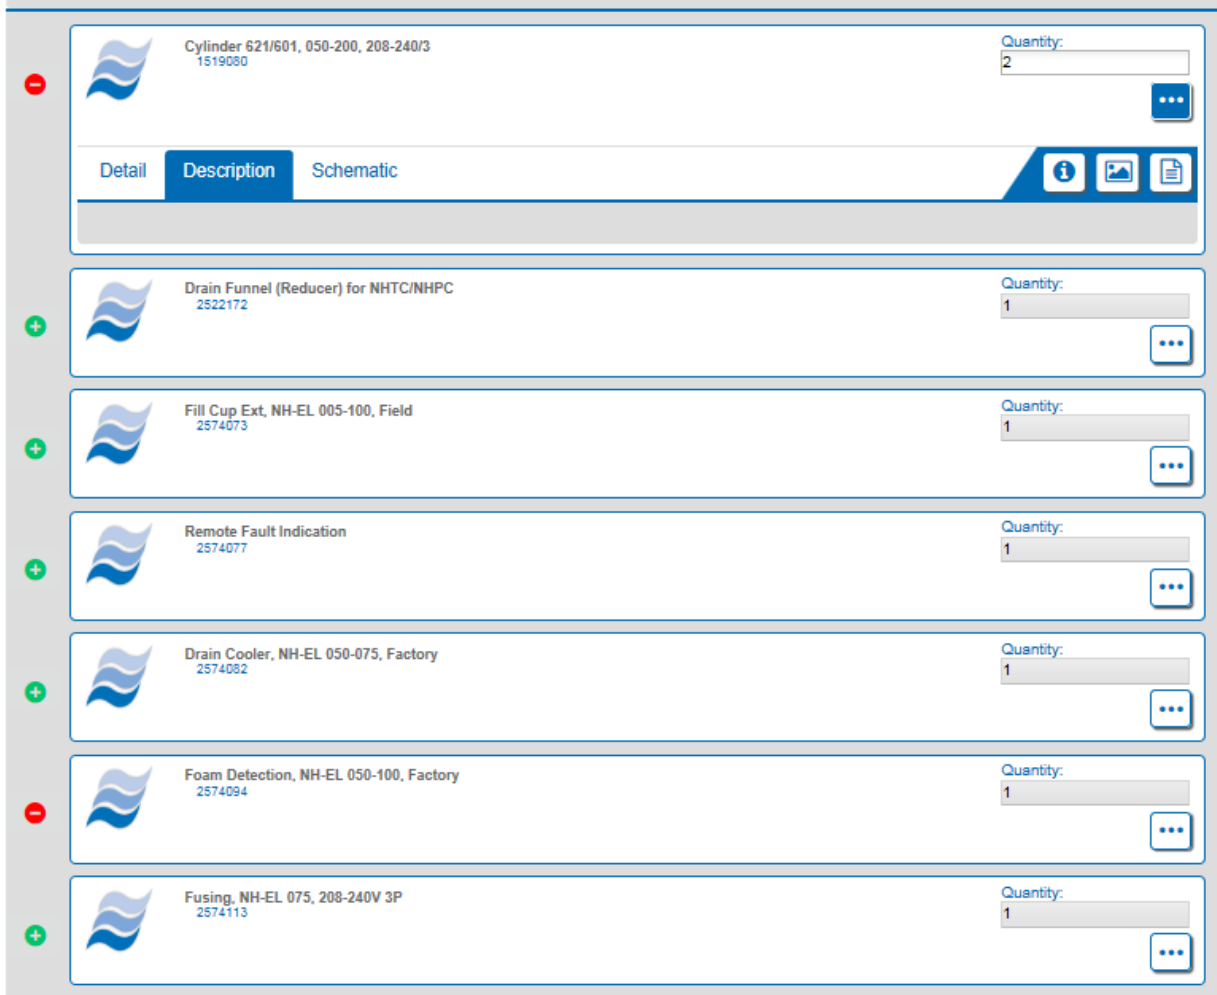 Cylinder 621/601, 050-200, 208-240/3
1519080
Quantity:
2
Detail
Description
Schematic
Drain Funnel (Reducer) for NHTC/NHPC
2522172
Quantity:
1
Fill Cup Ext, NH-EL 005-100, Field
2574073
Quantity:
1
Remote Fault Indication
2574077
Quantity:
1
Drain Cooler, NH-EL 050-075, Factory
2574082
Quantity:
1
Foam Detection, NH-EL 050-100, Factory
2574094
Quantity:
1
Fusing, NH-EL 075, 208-240V 3P
2574113
Quantity:
1